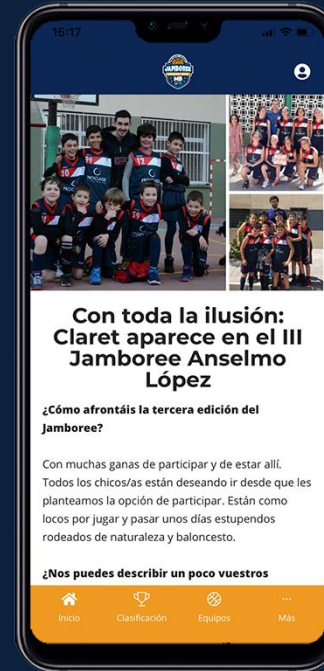 15:17
JAMBOREE
Con toda la ilusión:
Claret aparece en el III
Jamboree Anselmo
López
¿Cómo afrontáis la tercera edición del
Jamboree?
Con muchas ganas de participar y de estar allí.
Todos los chicos/as están deseando ir desde que les
planteamos la opción de participar. Están como
locos por jugar y pasar unos días estupendos
rodeados de naturaleza y baloncesto.
¿Nos puedes describir un poco vuestros
Inicio
Clasificación
Equipos
Más